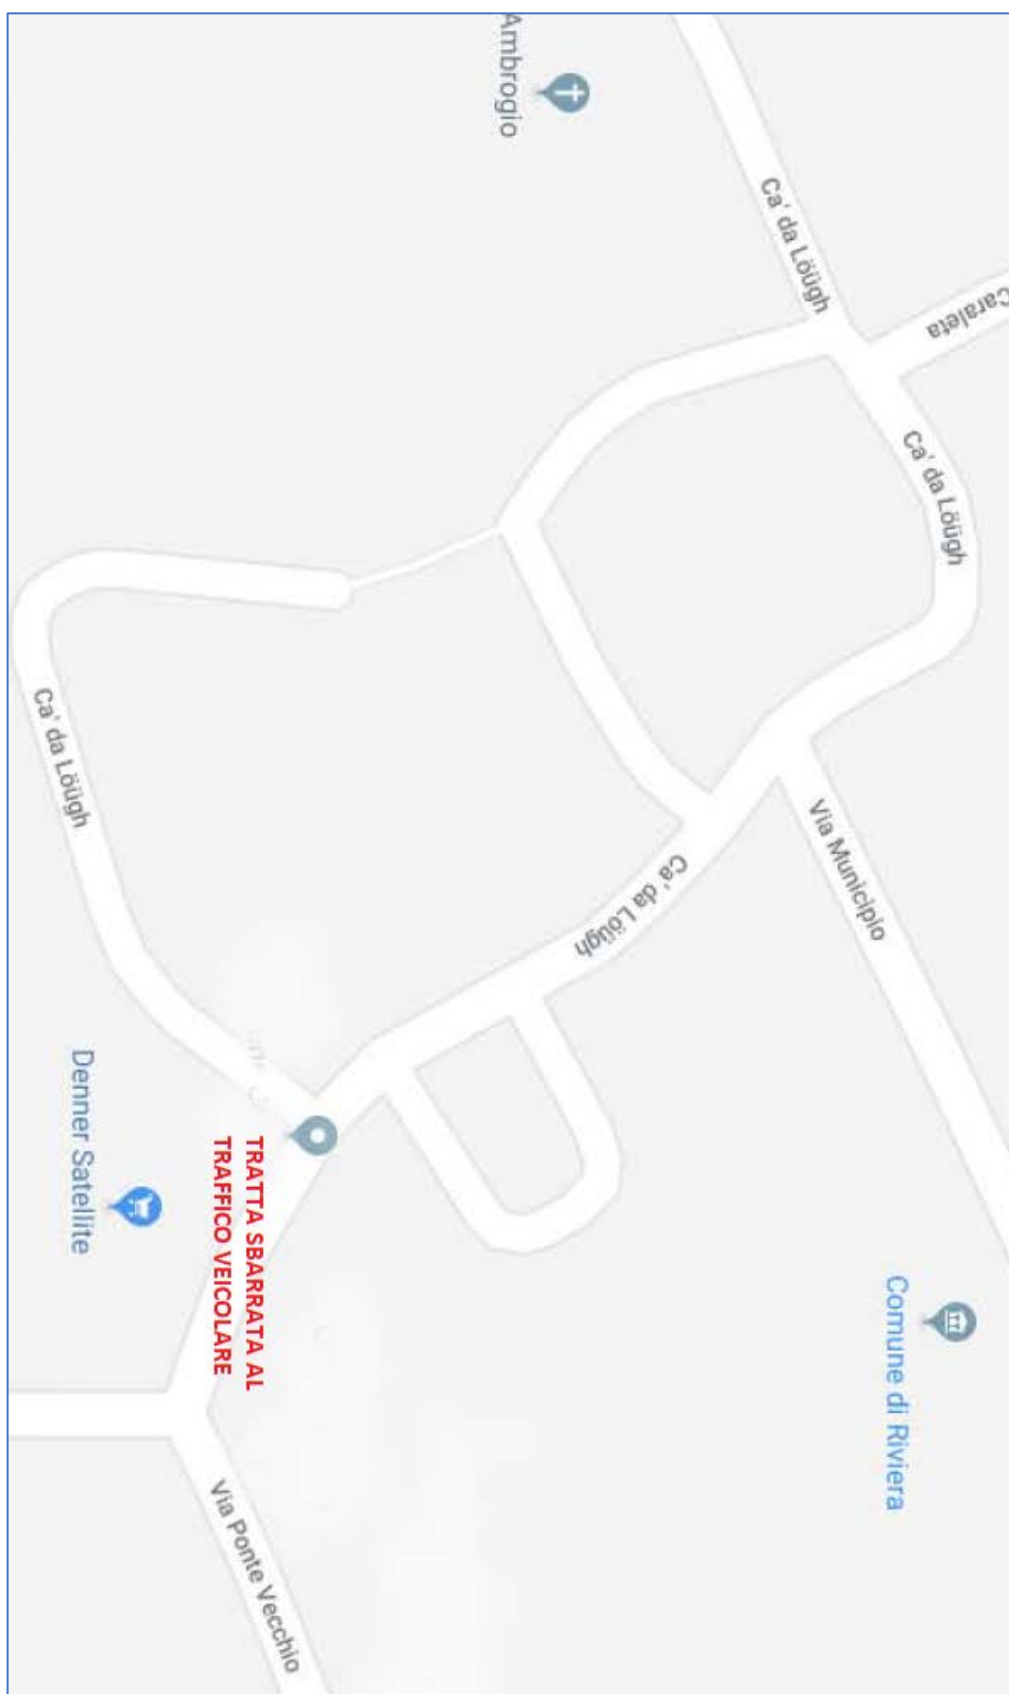 Ambrogio
Ca' da Löügh
Caraleta
Ca' da Löügh
Ca' da Löügh
Via Municipio
Ca' da Löügh
Denner Satellite
TRATTA SBARRATA AL
TRAFFICO VEICOLARE
Comune di Riviera
Via Ponte Vecchio